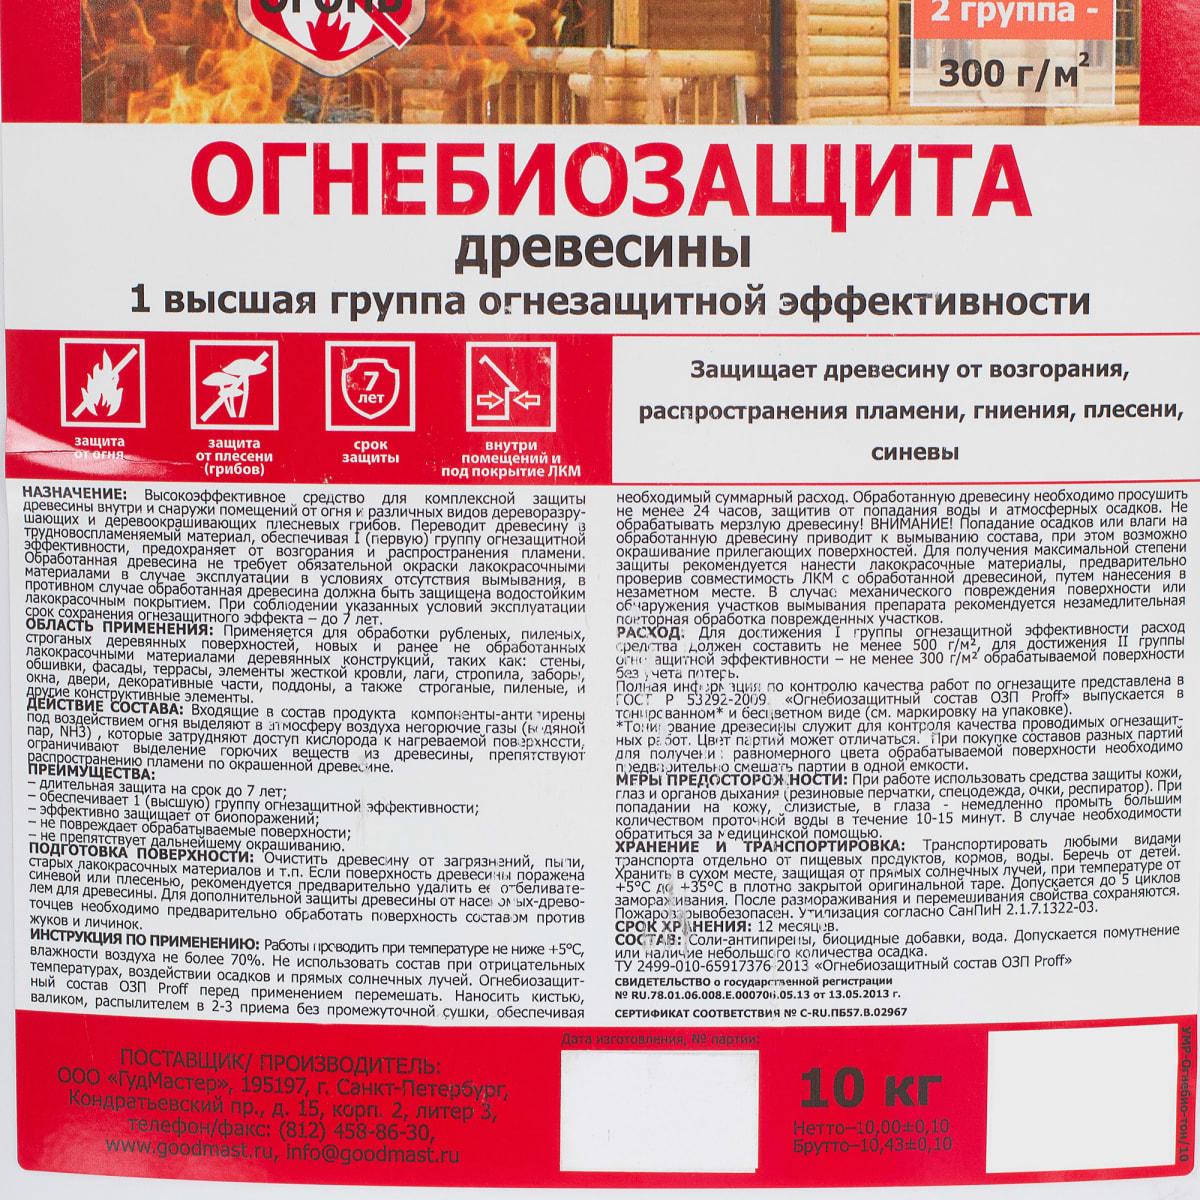 ОГОНЬ
2 группа -
300 г/м²
ОГНЕБИОЗАЩИТА
древесины
1 высшая группа огнезащитной эффективности
защита
от огня
защита
от плесени
(грибов)
7
лет
срок
защиты
внутри
помещений и
под покрытие ЛКМ
Защищает древесину от возгорания,
распространения пламени, гниения, плесени,
синевы
НАЗНАЧЕНИЕ: Высокоэффективное средство для комплексной защиты
древесины внутри и снаружи помещений от огня и различных видов дереворазру-
шающих и деревоокрашивающих плесневых грибов. Переводит древесину в
трудновоспламеняемый материал, обеспечивая I (первую) группу огнезащитной
эффективности, предохраняет от возгорания и распространения пламени.
Обработанная древесина не требует обязательной окраски лакокрасочными
материалами в случае эксплуатации в условиях отсутствия вымывания, в
противном случае обработанная древесина должна быть защищена водостойким
лакокрасочным покрытием. При соблюдении указанных условий эксплуатации
срок сохранения огнезащитного эффекта – до 7 лет.
ОБЛАСТЬ ПРИМЕНЕНИЯ: Применяется для обработки рубленых, пиленых,
строганых деревянных поверхностей, новых и ранее не обработанных
лакокрасочными материалами деревянных конструкций, таких как: стены,
обшивки, фасады, террасы, элементы жесткой кровли, лаги, стропила, заборы,
окна, двери, декоративные части, поддоны, а также строганые, пиленые, и
другие конструктивные элементы.
ДЕЙСТВИЕ СОСТАВА: Входящие в состав продукта компоненты-антипирены
под воздействием огня выделяют в атмосферу воздуха негорючие газы (водяной
пар, NH3) , которые затрудняют доступ кислорода к нагреваемой поверхности,
ограничивают выделение горючих веществ из древесины, препятствуют
распространению пламени по окрашенной древесине.
ПРЕИМУЩЕСТВА:
– длительная защита на срок до 7 лет;
– обеспечивает 1 (высшую) группу огнезащитной эффективности;
– эффективно защищает от биопоражений;
– не повреждает обрабатываемые поверхности;
– не препятствует дальнейшему окрашиванию.
ПОДГОТОВКА ПОВЕРХНОСТИ: Очистить древесину от загрязнений, пыли,
старых лакокрасочных материалов и т.п. Если поверхность древесины поражена
синевой или плесенью, рекомендуется предварительно удалить ее отбеливате-
лем для древесины. Для дополнительной защиты древесины от насекомых-древо-
точцев необходимо предварительно обработать поверхность составом против
жуков и личинок.
ИНСТРУКЦИЯ ПО ПРИМЕНЕНИЮ: Работы проводить при температуре не ниже +5°С,
влажности воздуха не более 70%. Не использовать состав при отрицательных
температурах, воздействии осадков и прямых солнечных лучей. Огнебиозащит-
ный состав ОЗП Proff перед применением перемешать. Наносить кистью,
валиком, распылителем в 2-3 приема без промежуточной сушки, обеспечивая
необходимый суммарный расход. Обработанную древесину необходимо просушить
не менее 24 часов, защитив от попадания воды и атмосферных осадков. Не
обрабатывать мерзлую древесину! ВНИМАНИЕ! Попадание осадков или влаги на
обработанную древесину приводит к вымыванию состава, при этом возможно
окрашивание прилегающих поверхностей. Для получения максимальной степени
защиты рекомендуется нанести лакокрасочные материалы, предварительно
проверив совместимость ЛКМ с обработанной древесиной, путем нанесения в
незаметном месте. В случае механического повреждения поверхности или
обнаружения участков вымывания препарата рекомендуется незамедлительная
повторная обработка поврежденных участков.
РАСХОД: Для достижения I группы огнезащитной эффективности расход
средства должен составить не менее 500 г/м², для достижения II группы
огнезащитной эффективности – не менее 300 г/м² обрабатываемой поверхности
без учета потерь.
Полная информация по контролю качества работ по огнезащите представлена в
ГОСТ Р 53292-2009. «Огнебиозащитный состав ОЗП Proff» выпускается в
тонированном* и бесцветном виде (см. маркировку на упаковке).
*Тонирование древесины служит для контроля качества проводимых огнезащит-
ных работ. Цвет партий может отличаться. При покупке составов разных партий
для получения равномерного цвета обрабатываемой поверхности необходимо
предварительно смешать партии в одной емкости.
МЕРЫ ПРЕДОСТОРОЖНОСТИ: При работе использовать средства защиты кожи,
глаз и органов дыхания (резиновые перчатки, спецодежда, очки, респиратор). При
попадании на кожу, слизистые, в глаза - немедленно промыть большим
количеством проточной воды в течение 10-15 минут. В случае необходимости
обратиться за медицинской помощью.
ХРАНЕНИЕ И ТРАНСПОРТИРОВКА: Транспортировать любыми видами
транспорта отдельно от пищевых продуктов, кормов, воды. Беречь от детей.
Хранить в сухом месте, защищая от прямых солнечных лучей, при температуре от
+5°С до +35°С в плотно закрытой оригинальной таре. Допускается до 5 циклов
замораживания. После размораживания и перемешивания свойства сохраняются.
Пожаровзрывобезопасен. Утилизация согласно СанПиН 2.1.7.1322-03.
СРОК ХРАНЕНИЯ: 12 месяцев.
СОСТАВ: Соли-антипирены, биоцидные добавки, вода. Допускается помутнение
или наличие небольшого количества осадка.
ТУ 2499-010-65917376-2013 «Огнебиозащитный состав ОЗП Proff»
СВИДЕТЕЛЬСТВО о государственной регистрации
№ RU.78.01.06.008.Е.000706.05.13 от 13.05.2013 г.
СЕРТИФИКАТ СООТВЕТСТВИЯ № C-RU.ПБ57.В.02967
ПОСТАВЩИК/ ПРОИЗВОДИТЕЛЬ:
ООО «ГудМастер», 195197, г. Санкт-Петербург,
Кондратьевский пр., д. 15, корп. 2, литер 3,
телефон/факс: (812) 458-86-30,
www.goodmast.ru, info@goodmast.ru
Дата изготовления, № партии:
10 кг
Нетто–10,00±0,10
Брутто–10,43±0,10
УМР-Огнебио-тон/10